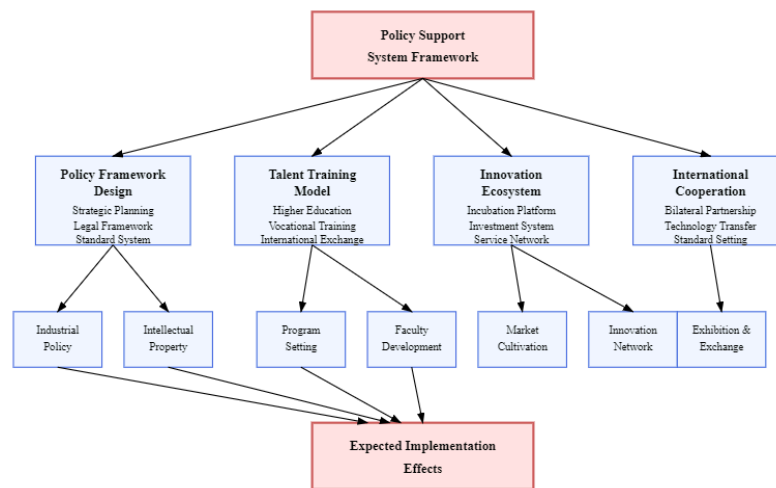 Policy Support
System Framework
Policy Framework
Design
Strategic Planning
Legal Framework
Standard System
Talent Training
Model
Higher Education
Vocational Training
International Exchange
Innovation
Ecosystem
Incubation Platform
Investment System
Service Network
International
Cooperation
Bilateral Partnership
Technology Transfer
Standard Setting
Industrial
Policy
Intellectual
Property
Program
Setting
Faculty
Development
Market
Cultivation
Innovation
Network
Exhibition &
Exchange
Expected Implementation
Effects